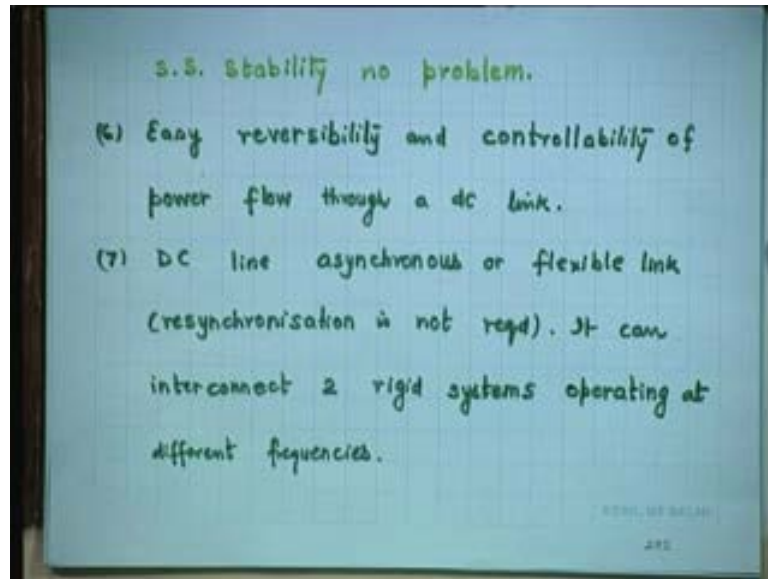 S.S. Stability no problem.
(6) Easy reversibility and controllability of
power flow through a dc link.
(7) DC line asynchronous or flexible link
(resynchronisation is not reqd). It can
interconnect 2 rigid systems operating at
different fequencies.